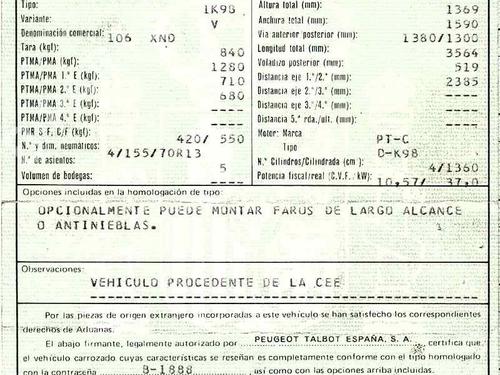 Tipo: 1K98 Altura total (mm): 1369
Variante: V Anchura total (mm): 1590
Denominación comercial: 106 XND Vía anterior posterior (mm): 1380/1300
Tara (kgf): 840 Longitud total (mm): 3564
PTMA/PMA (kgf): 1280 Voladizo posterior (mm): 519
PTMA/PMA 1.º E (kgf): 710 Distancia eje 1.º/2.º (mm): 2385
PTMA/PMA 2.º E (kgf): 680 Distancia eje 2.º/3.º (mm): ----
PTMA/PMA 3.º E (kgf): ---- Distancia eje 3.º/4.º (mm): ----
PTMA/PMA 4.º E (kgf): ---- Distancia 5.ª rda./ult. (mm): ----
PMR S/F, C/F (kgf) 420/ 550 Motor: Marca PT-C
N.º y dim. neumáticos: 4/155/70R13 Tipo D-K98
N.º de asientos: 5 N.º Cilindros/Cilindrada (cm³): 4/1360
Volumen de bodegas: ---- Potencia fiscal/real (C.V.F./kW): 10,57/ 37,0
Opciones incluidas en la homologación de tipo:
OPCIONALMENTE PUEDE MONTAR FAROS DE LARGO ALCANCE
O ANTINIEBLAS.
Observaciones:
VEHICULO PROCEDENTE DE LA CEE
Por las piezas de origen extranjero incorporadas a este vehículo se han satisfecho los correspondientes
derechos de Aduanas.
El abajo firmante, legalmente autorizado por PEUGEOT TALBOT ESPAÑA, S. A. , certifica que
el vehículo carrozado cuyas características se reseñan es completamente conforme con el tipo homologado
con la contraseña B-1888 , así como con las opciones arriba incluidas.